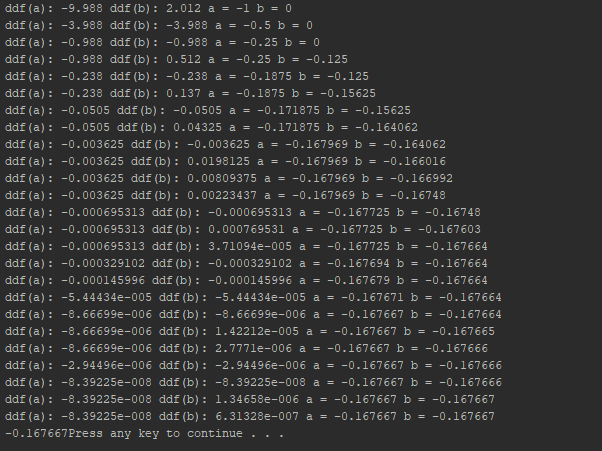 ddf(a): -9.988 ddf(b): 2.012 a = -1 b = 0
ddf(a): -3.988 ddf(b): -3.988 a = -0.5 b = 0
ddf(a): -0.988 ddf(b): -0.988 a = -0.25 b = 0
ddf(a): -0.988 ddf(b): 0.512 a = -0.25 b = -0.125
ddf(a): -0.238 ddf(b): -0.238 a = -0.1875 b = -0.125
ddf(a): -0.238 ddf(b): 0.137 a = -0.1875 b = -0.15625
ddf(a): -0.0505 ddf(b): -0.0505 a = -0.171875 b = -0.15625
ddf(a): -0.0505 ddf(b): 0.04325 a = -0.171875 b = -0.164062
ddf(a): -0.003625 ddf(b): -0.003625 a = -0.167969 b = -0.164062
ddf(a): -0.003625 ddf(b): 0.0198125 a = -0.167969 b = -0.166016
ddf(a): -0.003625 ddf(b): 0.00809375 a = -0.167969 b = -0.166992
ddf(a): -0.003625 ddf(b): 0.00223437 a = -0.167969 b = -0.16748
ddf(a): -0.000695313 ddf(b): -0.000695313 a = -0.167725 b = -0.16748
ddf(a): -0.000695313 ddf(b): 0.000769531 a = -0.167725 b = -0.167603
ddf(a): -0.000695313 ddf(b): 3.71094e-005 a = -0.167725 b = -0.167664
ddf(a): -0.000329102 ddf(b): -0.000329102 a = -0.167694 b = -0.167664
ddf(a): -0.000145996 ddf(b): -0.000145996 a = -0.167679 b = -0.167664
ddf(a): -5.44434e-005 ddf(b): -5.44434e-005 a = -0.167671 b = -0.167664
ddf(a): -8.66699e-006 ddf(b): -8.66699e-006 a = -0.167667 b = -0.167664
ddf(a): -8.66699e-006 ddf(b): 1.42212e-005 a = -0.167667 b = -0.167665
ddf(a): -8.66699e-006 ddf(b): 2.7771e-006 a = -0.167667 b = -0.167666
ddf(a): -2.94496e-006 ddf(b): -2.94496e-006 a = -0.167667 b = -0.167666
ddf(a): -8.39225e-008 ddf(b): -8.39225e-008 a = -0.167667 b = -0.167666
ddf(a): -8.39225e-008 ddf(b): 1.34658e-006 a = -0.167667 b = -0.167667
ddf(a): -8.39225e-008 ddf(b): 6.31328e-007 a = -0.167667 b = -0.167667
-0.167667Press any key to continue . . .